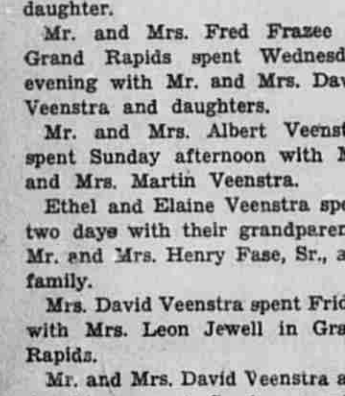 daughter.
Mr. and Mrs. Fred Frazee
Grand Rapids spent Wednesd
evening with Mr. and Mrs. Dav
Veenstra and daughters.
Mr. and Mrs. Albert Veenst
spent Sunday afternoon with M
and Mrs. Martin Veenstra.
Ethel and Elaine Veenstra spe
two days with their grandparen
Mr. and Mrs. Henry Fase, Sr., a
family.
Mrs. David Veenstra spent Frid
with Mrs. Leon Jewell in Gra
Rapids.
Mr. and Mrs. David Veenstra a